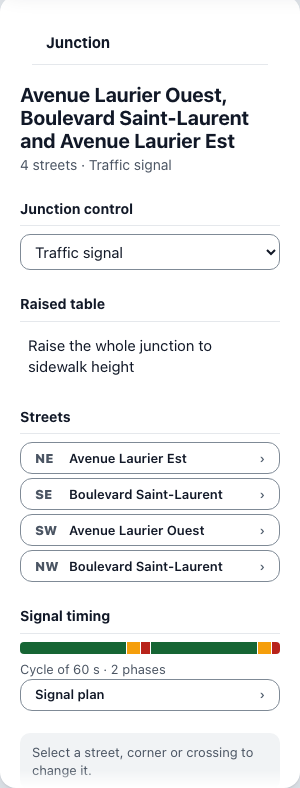 Junction
Avenue Laurier Ouest,
Boulevard Saint-Laurent
and Avenue Laurier Est
4 streets · Traffic signal
Junction control
Traffic signal
Raised table
Raise the whole junction to
sidewalk height
Streets
NE Avenue Laurier Est ›
SE Boulevard Saint-Laurent ›
SW Avenue Laurier Ouest ›
NW Boulevard Saint-Laurent ›
Signal timing
Cycle of 60 s · 2 phases
Signal plan ›
Select a street, corner or crossing to
change it.